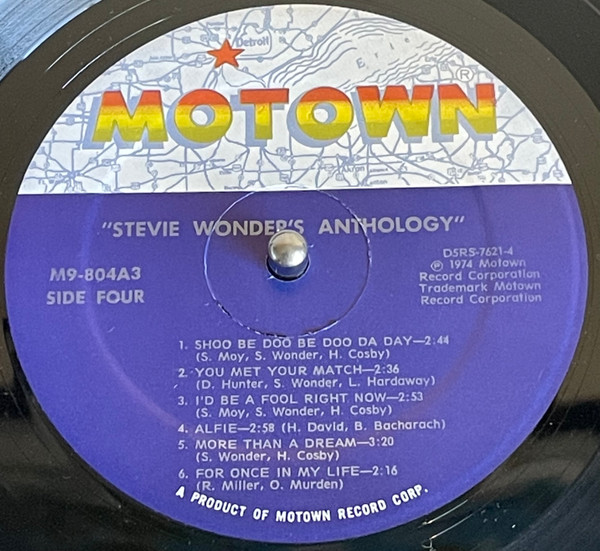 Detroit
Erie
MOTOWN®
"STEVIE WONDER'S ANTHOLOGY"
M9-804A3
SIDE FOUR
DSRS-7621-4
℗ 1974 Motown
Record Corporation
Trademark Motown
Record Corporation
1. SHOO BE DOO BE DOO DA DAY—2:44
(S. Moy, S. Wonder, H. Cosby)
2. YOU MET YOUR MATCH—2:36
(D. Hunter, S. Wonder, L. Hardaway)
3. I'D BE A FOOL RIGHT NOW—2:53
(S. Moy, S. Wonder, H. Cosby)
4. ALFIE—2:58 (H. David, B. Bacharach)
5. MORE THAN A DREAM—3:20
(S. Wonder, H. Cosby)
6. FOR ONCE IN MY LIFE—2:16
(R. Miller, O. Murden)
A PRODUCT OF MOTOWN RECORD CORP.